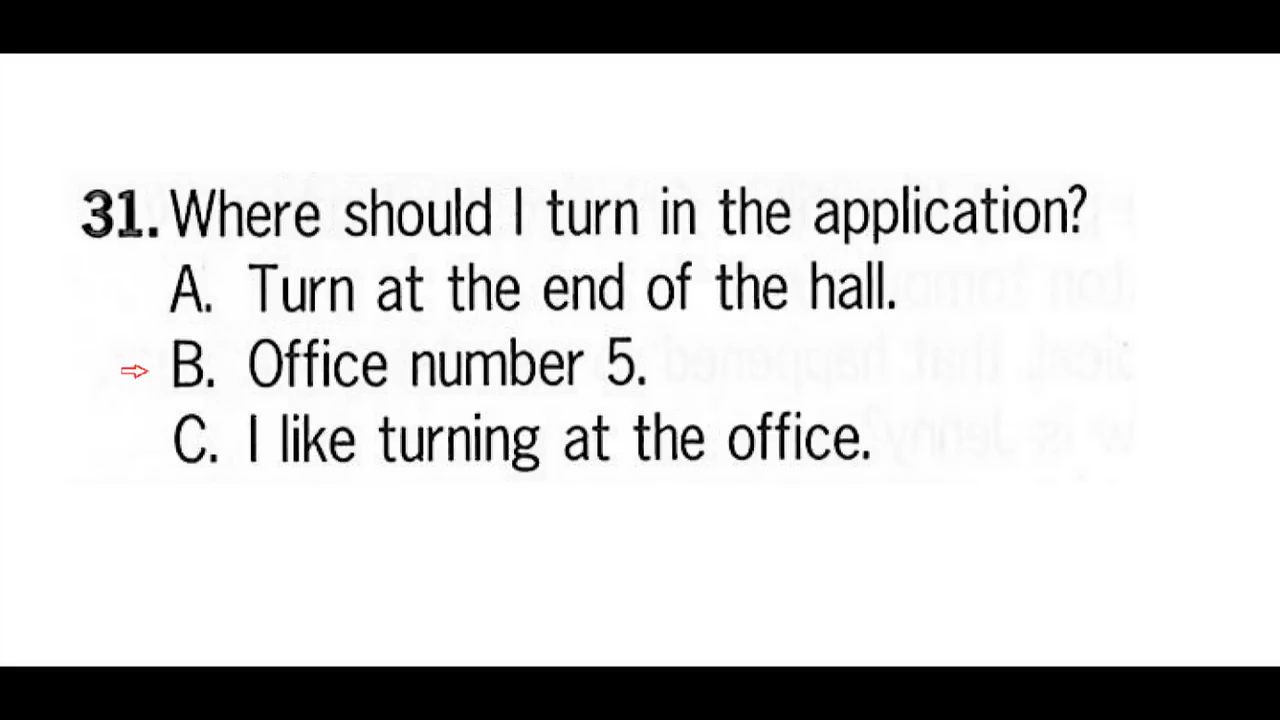 31. Where should I turn in the application?
A. Turn at the end of the hall.
B. Office number 5.
C. I like turning at the office.